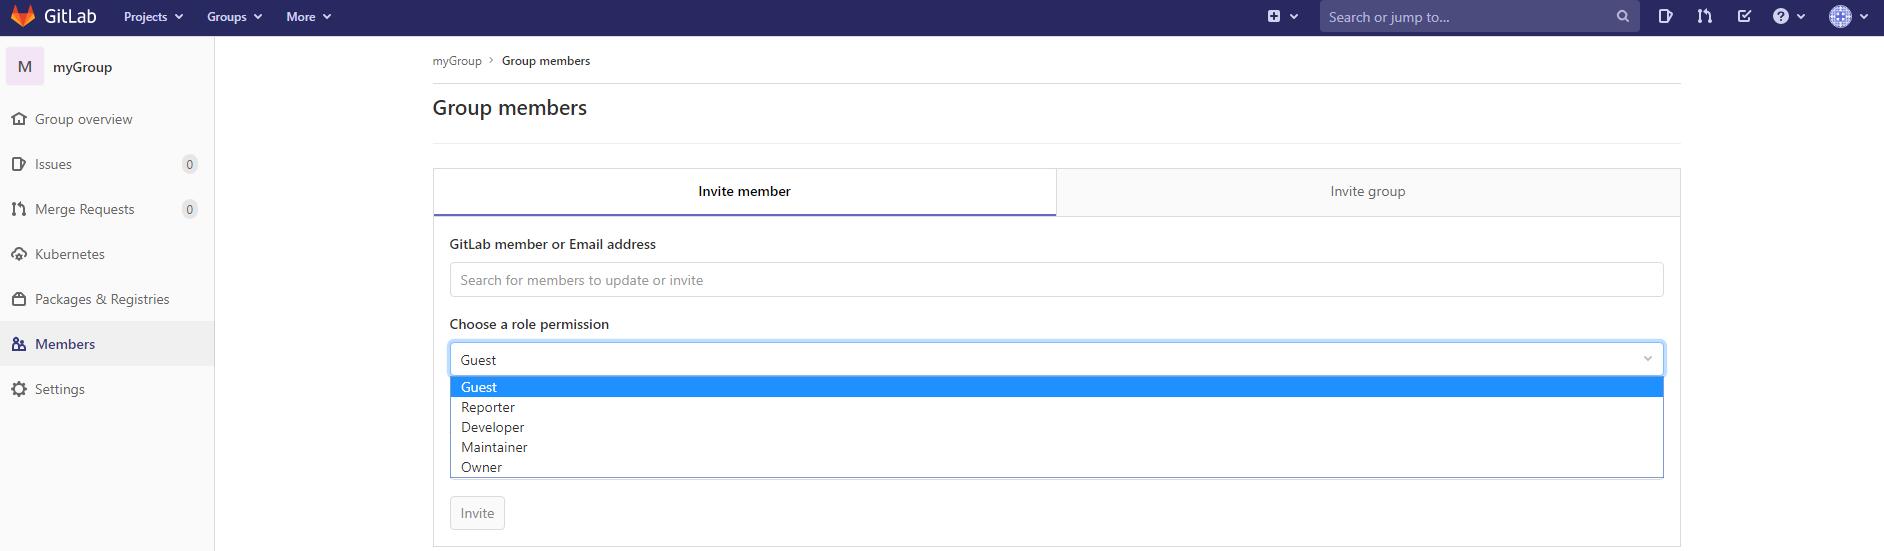 GitLab Projects Groups More Search or jump to...
M myGroup
Group overview
Issues 0
Merge Requests 0
Kubernetes
Packages & Registries
Members
Settings
myGroup > Group members
Group members
Invite member Invite group
GitLab member or Email address
Search for members to update or invite
Choose a role permission
Guest
Guest
Reporter
Developer
Maintainer
Owner
Invite